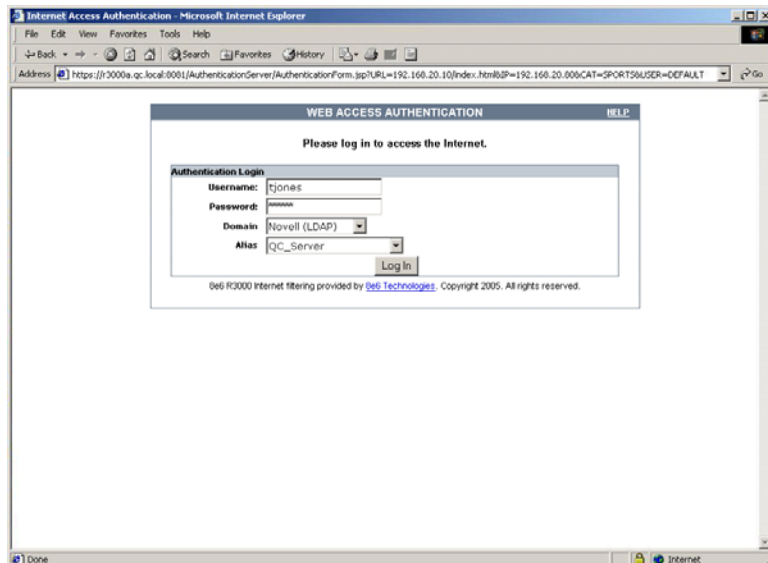 Internet Access Authentication - Microsoft Internet Explorer
File Edit View Favorites Tools Help
Back Search Favorites History
Address https://r3000a.qc.local:8081/AuthenticationServer/AuthenticationForm.jsp?URL=192.168.20.10/index.html&IP=192.168.20.80&CAT=SPORTS&USER=DEFAULT Go
WEB ACCESS AUTHENTICATION HELP
Please log in to access the Internet.
Authentication Login
Username: tjones
Password: ******
Domain Novell (LDAP)
Alias QC_Server
Log In
8e6 R3000 Internet filtering provided by 8e6 Technologies. Copyright 2005. All rights reserved.
Done Internet